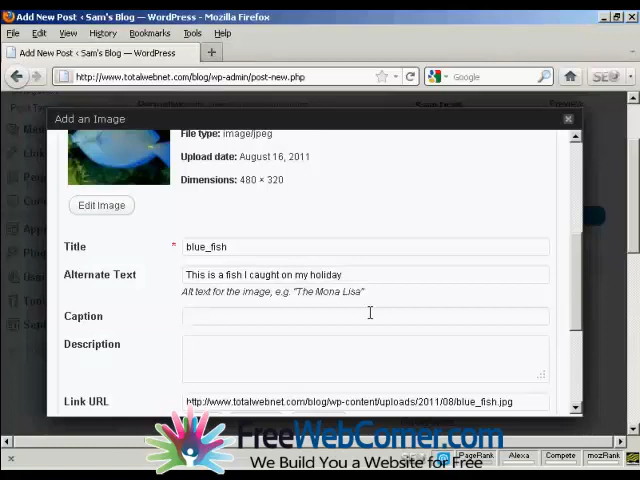 Add New Post ‹ Sam's Blog — WordPress - Mozilla Firefox
File Edit View History Bookmarks Tools Help
Add New Post ‹ Sam's Blog — WordPress
http://www.totalwebnet.com/blog/wp-admin/post-new.php
Google
Add an Image
File type: image/jpeg
Upload date: August 16, 2011
Dimensions: 480 × 320
Edit Image
Title * blue_fish
Alternate Text This is a fish I caught on my holiday
Alt text for the image, e.g. "The Mona Lisa"
Caption
Description
Link URL http://www.totalwebnet.com/blog/wp-content/uploads/2011/08/blue_fish.jpg
FreeWebCorner.com
We Build You a Website for Free
PageRank Alexa Compete mozRank